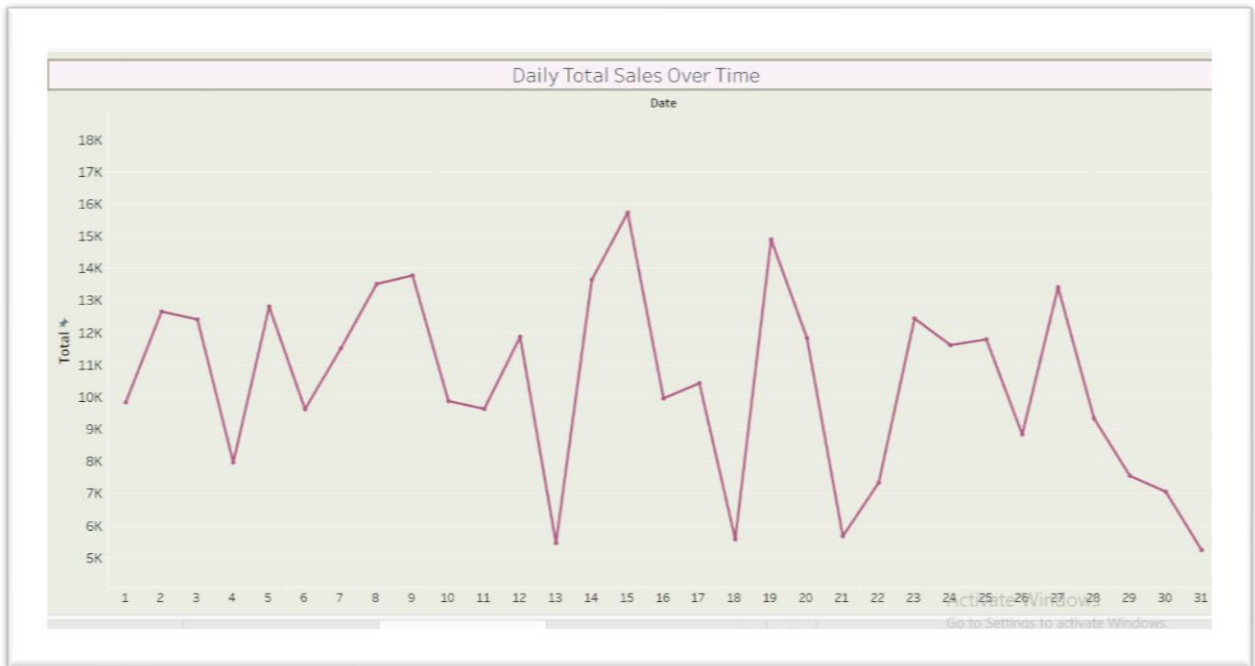 Daily Total Sales Over Time
Date
18K
17K
16K
15K
14K
13K
12K
11K
10K
9K
8K
7K
6K
5K
Total
1 2 3 4 5 6 7 8 9 10 11 12 13 14 15 16 17 18 19 20 21 22 23 24 25 26 27 28 29 30 31
Activate Windows
Go to Settings to activate Windows.